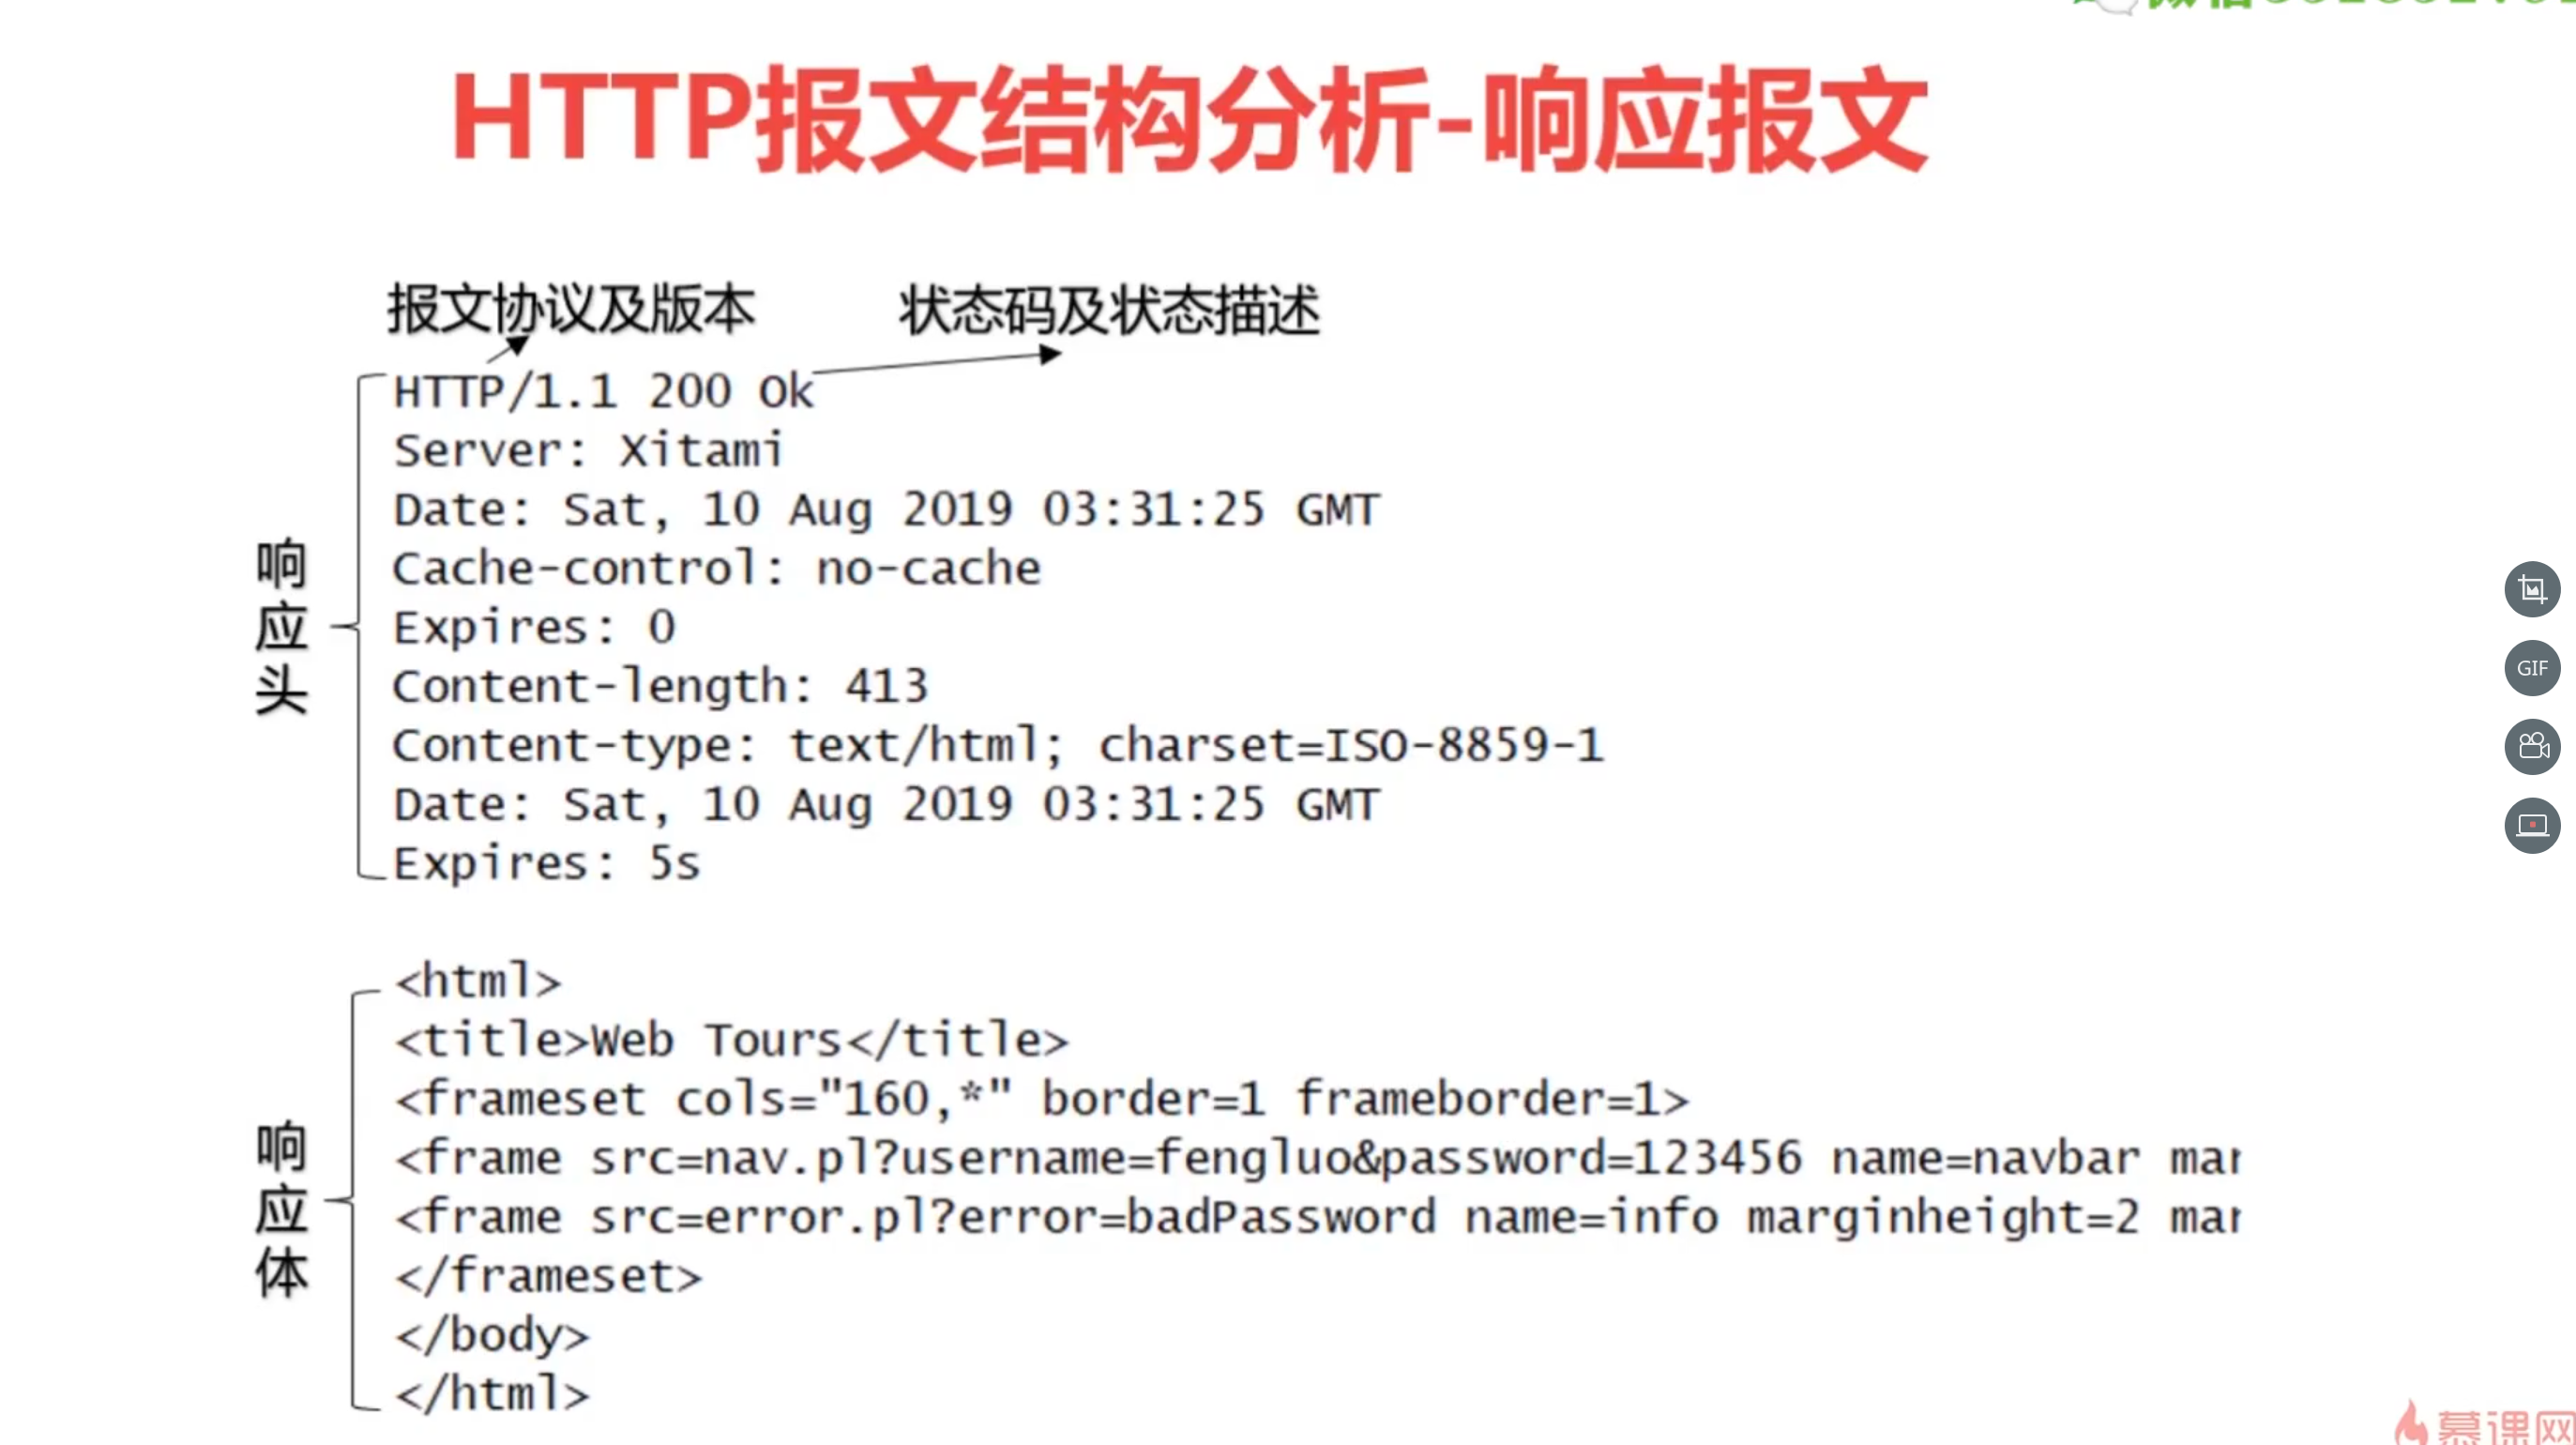 HTTP报文结构分析-响应报文
报文协议及版本 状态码及状态描述
HTTP/1.1 200 Ok
Server: Xitami
Date: Sat, 10 Aug 2019 03:31:25 GMT
Cache-control: no-cache
Expires: 0
Content-length: 413
Content-type: text/html; charset=ISO-8859-1
Date: Sat, 10 Aug 2019 03:31:25 GMT
Expires: 5s
响应头
<html>
<title>Web Tours</title>
<frameset cols="160,*" border=1 frameborder=1>
<frame src=nav.pl?username=fengluo&password=123456 name=navbar mar
<frame src=error.pl?error=badPassword name=info marginheight=2 mar
</frameset>
</body>
</html>
响应体
GIF
慕课网